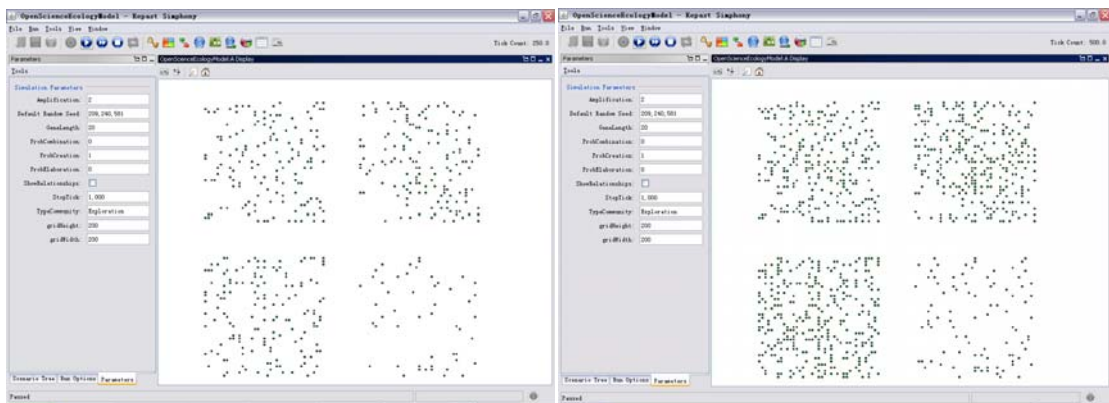 OpenScienceEcologyModel - Repast Simphony
File Run Tools View Window
Tick Count: 250.0
Parameters
OpenScienceEcologyModel:A Display
Tools
Simulation Parameters
Amplification: 2
Default Random Seed: 209,240,581
GeneLength: 20
ProbCombination: 0
ProbCreation: 1
ProbElaboration: 0
ShowRelationships:
StopTick: 1,000
TypeCommunity: Exploration
gridHeight: 200
gridWidth: 200
Scenario Tree Run Options Parameters
Paused
OpenScienceEcologyModel - Repast Simphony
File Run Tools View Window
Tick Count: 500.0
Parameters
OpenScienceEcologyModel:A Display
Tools
Simulation Parameters
Amplification: 2
Default Random Seed: 209,240,581
GeneLength: 20
ProbCombination: 0
ProbCreation: 1
ProbElaboration: 0
ShowRelationships:
StopTick: 1,000
TypeCommunity: Exploration
gridHeight: 200
gridWidth: 200
Scenario Tree Run Options Parameters
Paused